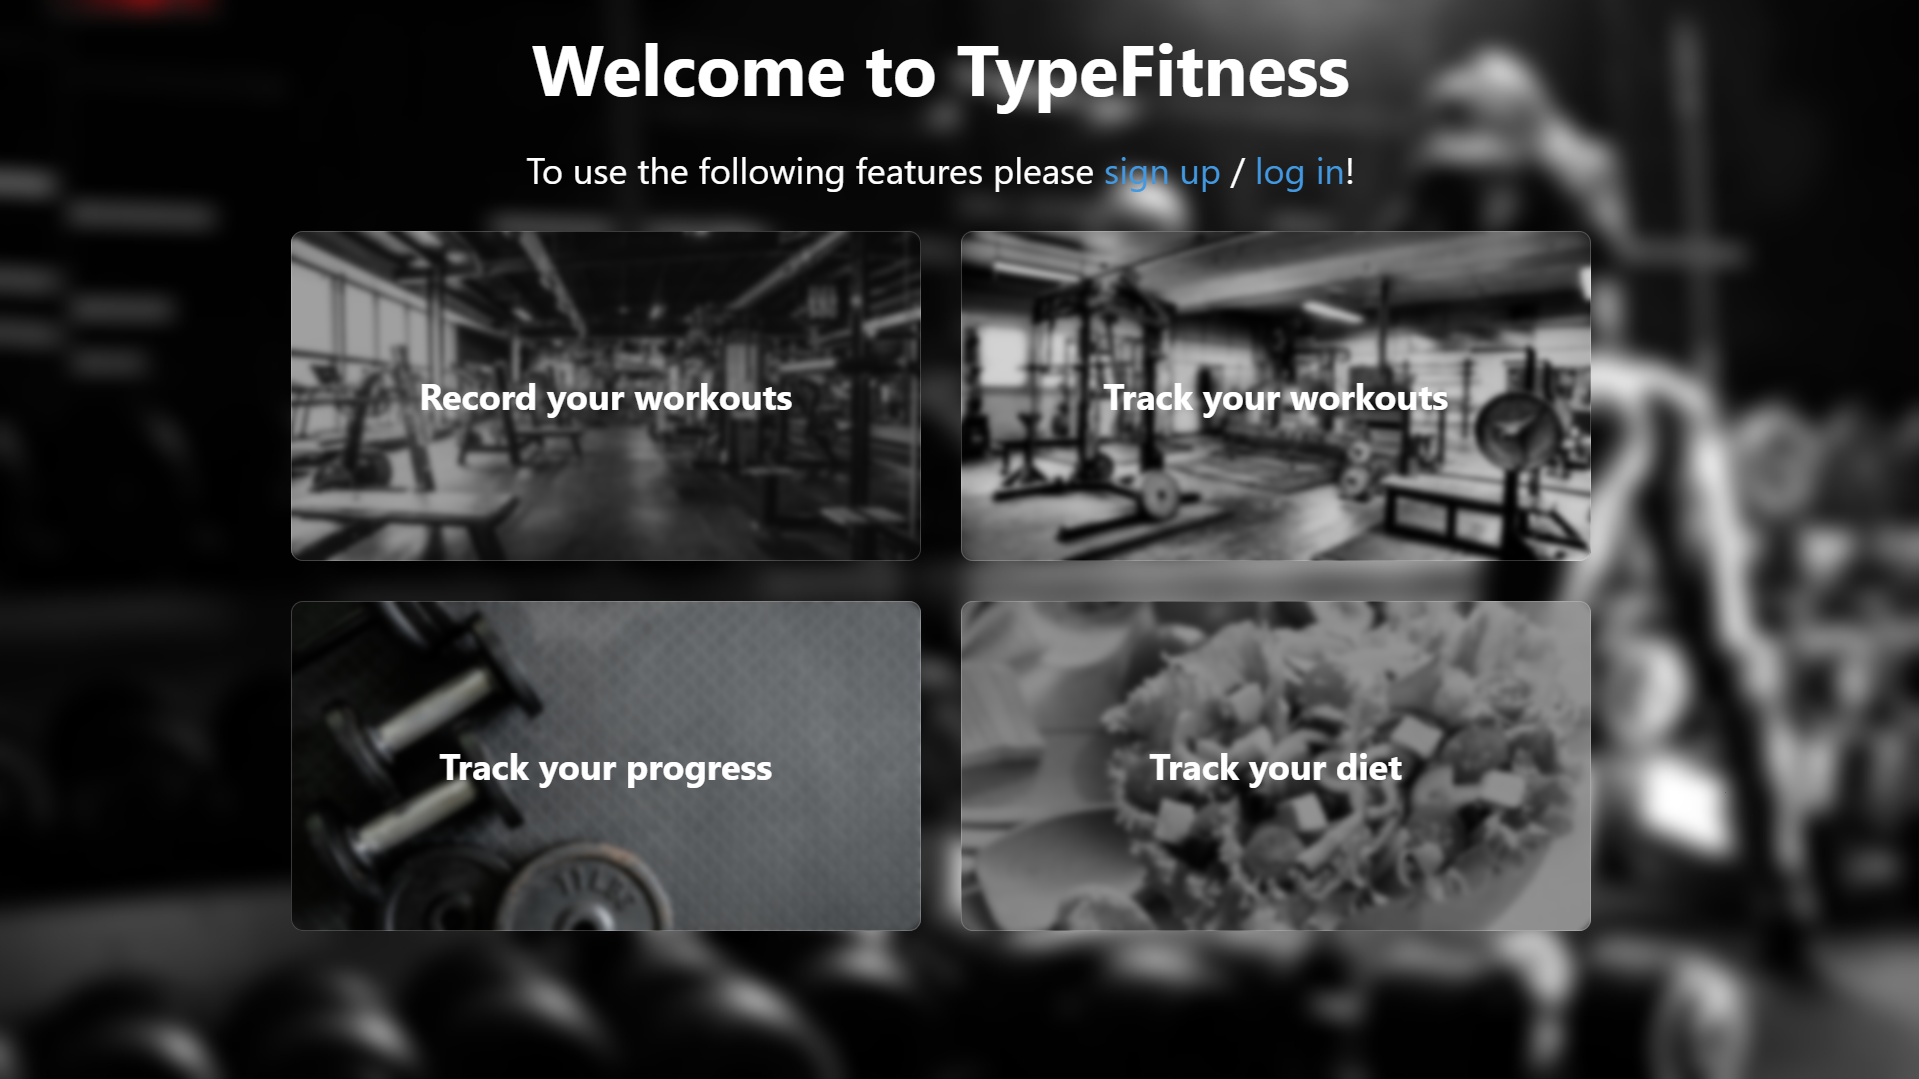 Welcome to TypeFitness
To use the following features please sign up / log in!
Record your workouts
Track your workouts
Track your progress
Track your diet